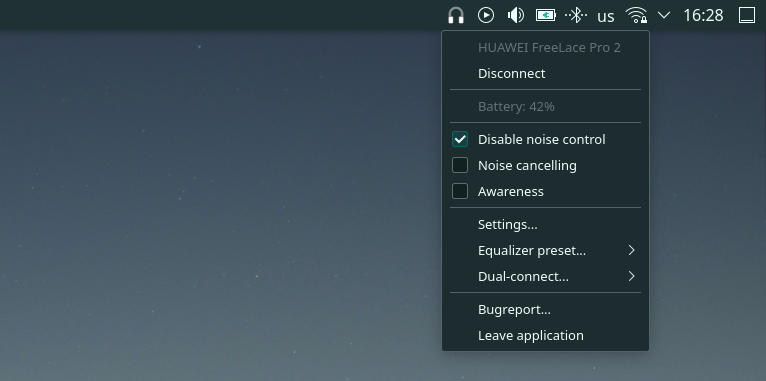 us 16:28
HUAWEI FreeLace Pro 2
Disconnect
Battery: 42%
Disable noise control
Noise cancelling
Awareness
Settings...
Equalizer preset...
Dual-connect...
Bugreport...
Leave application